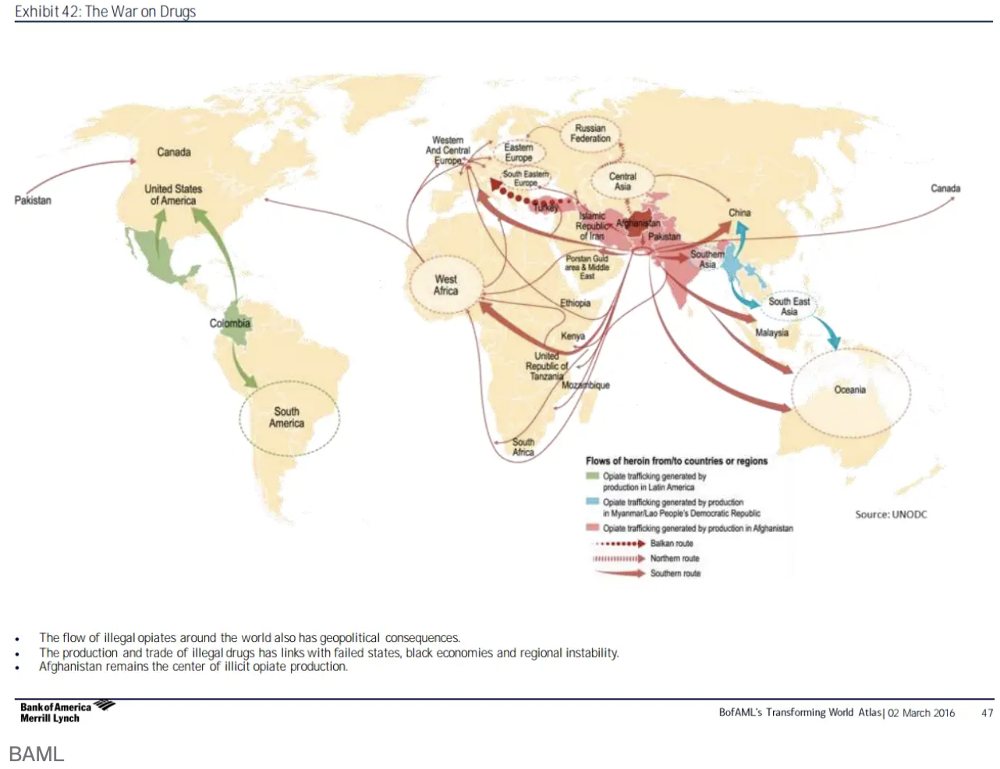 Exhibit 42: The War on Drugs
Canada
United States
of America
Pakistan
Colombia
South
America
Western
And Central
Europe
Eastern
Europe
Russian
Federation
South Eastern
Europe
Central
Asia
Turkey
Islamic
Republic
of Iran
Afghanistan
Pakistan
China
Canada
Southern
Asia
Porstan Guld
area & Middle
East
West
Africa
Ethiopia
Kenya
United
Republic of
Tanzania
Mozambique
South
Africa
South East
Asia
Malaysia
Oceania
Flows of heroin from/to countries or regions
Opiate trafficking generated by
production in Latin America
Opiate trafficking generated by production
in Myanmar/Lao People's Democratic Republic
Opiate trafficking generated by production in Afghanistan
Balkan route
Northern route
Southern route
Source: UNODC
• The flow of illegal opiates around the world also has geopolitical consequences.
• The production and trade of illegal drugs has links with failed states, black economies and regional instability.
• Afghanistan remains the center of illicit opiate production.
Bank of America
Merrill Lynch
BofAML's Transforming World Atlas| 02 March 2016 47
BAML